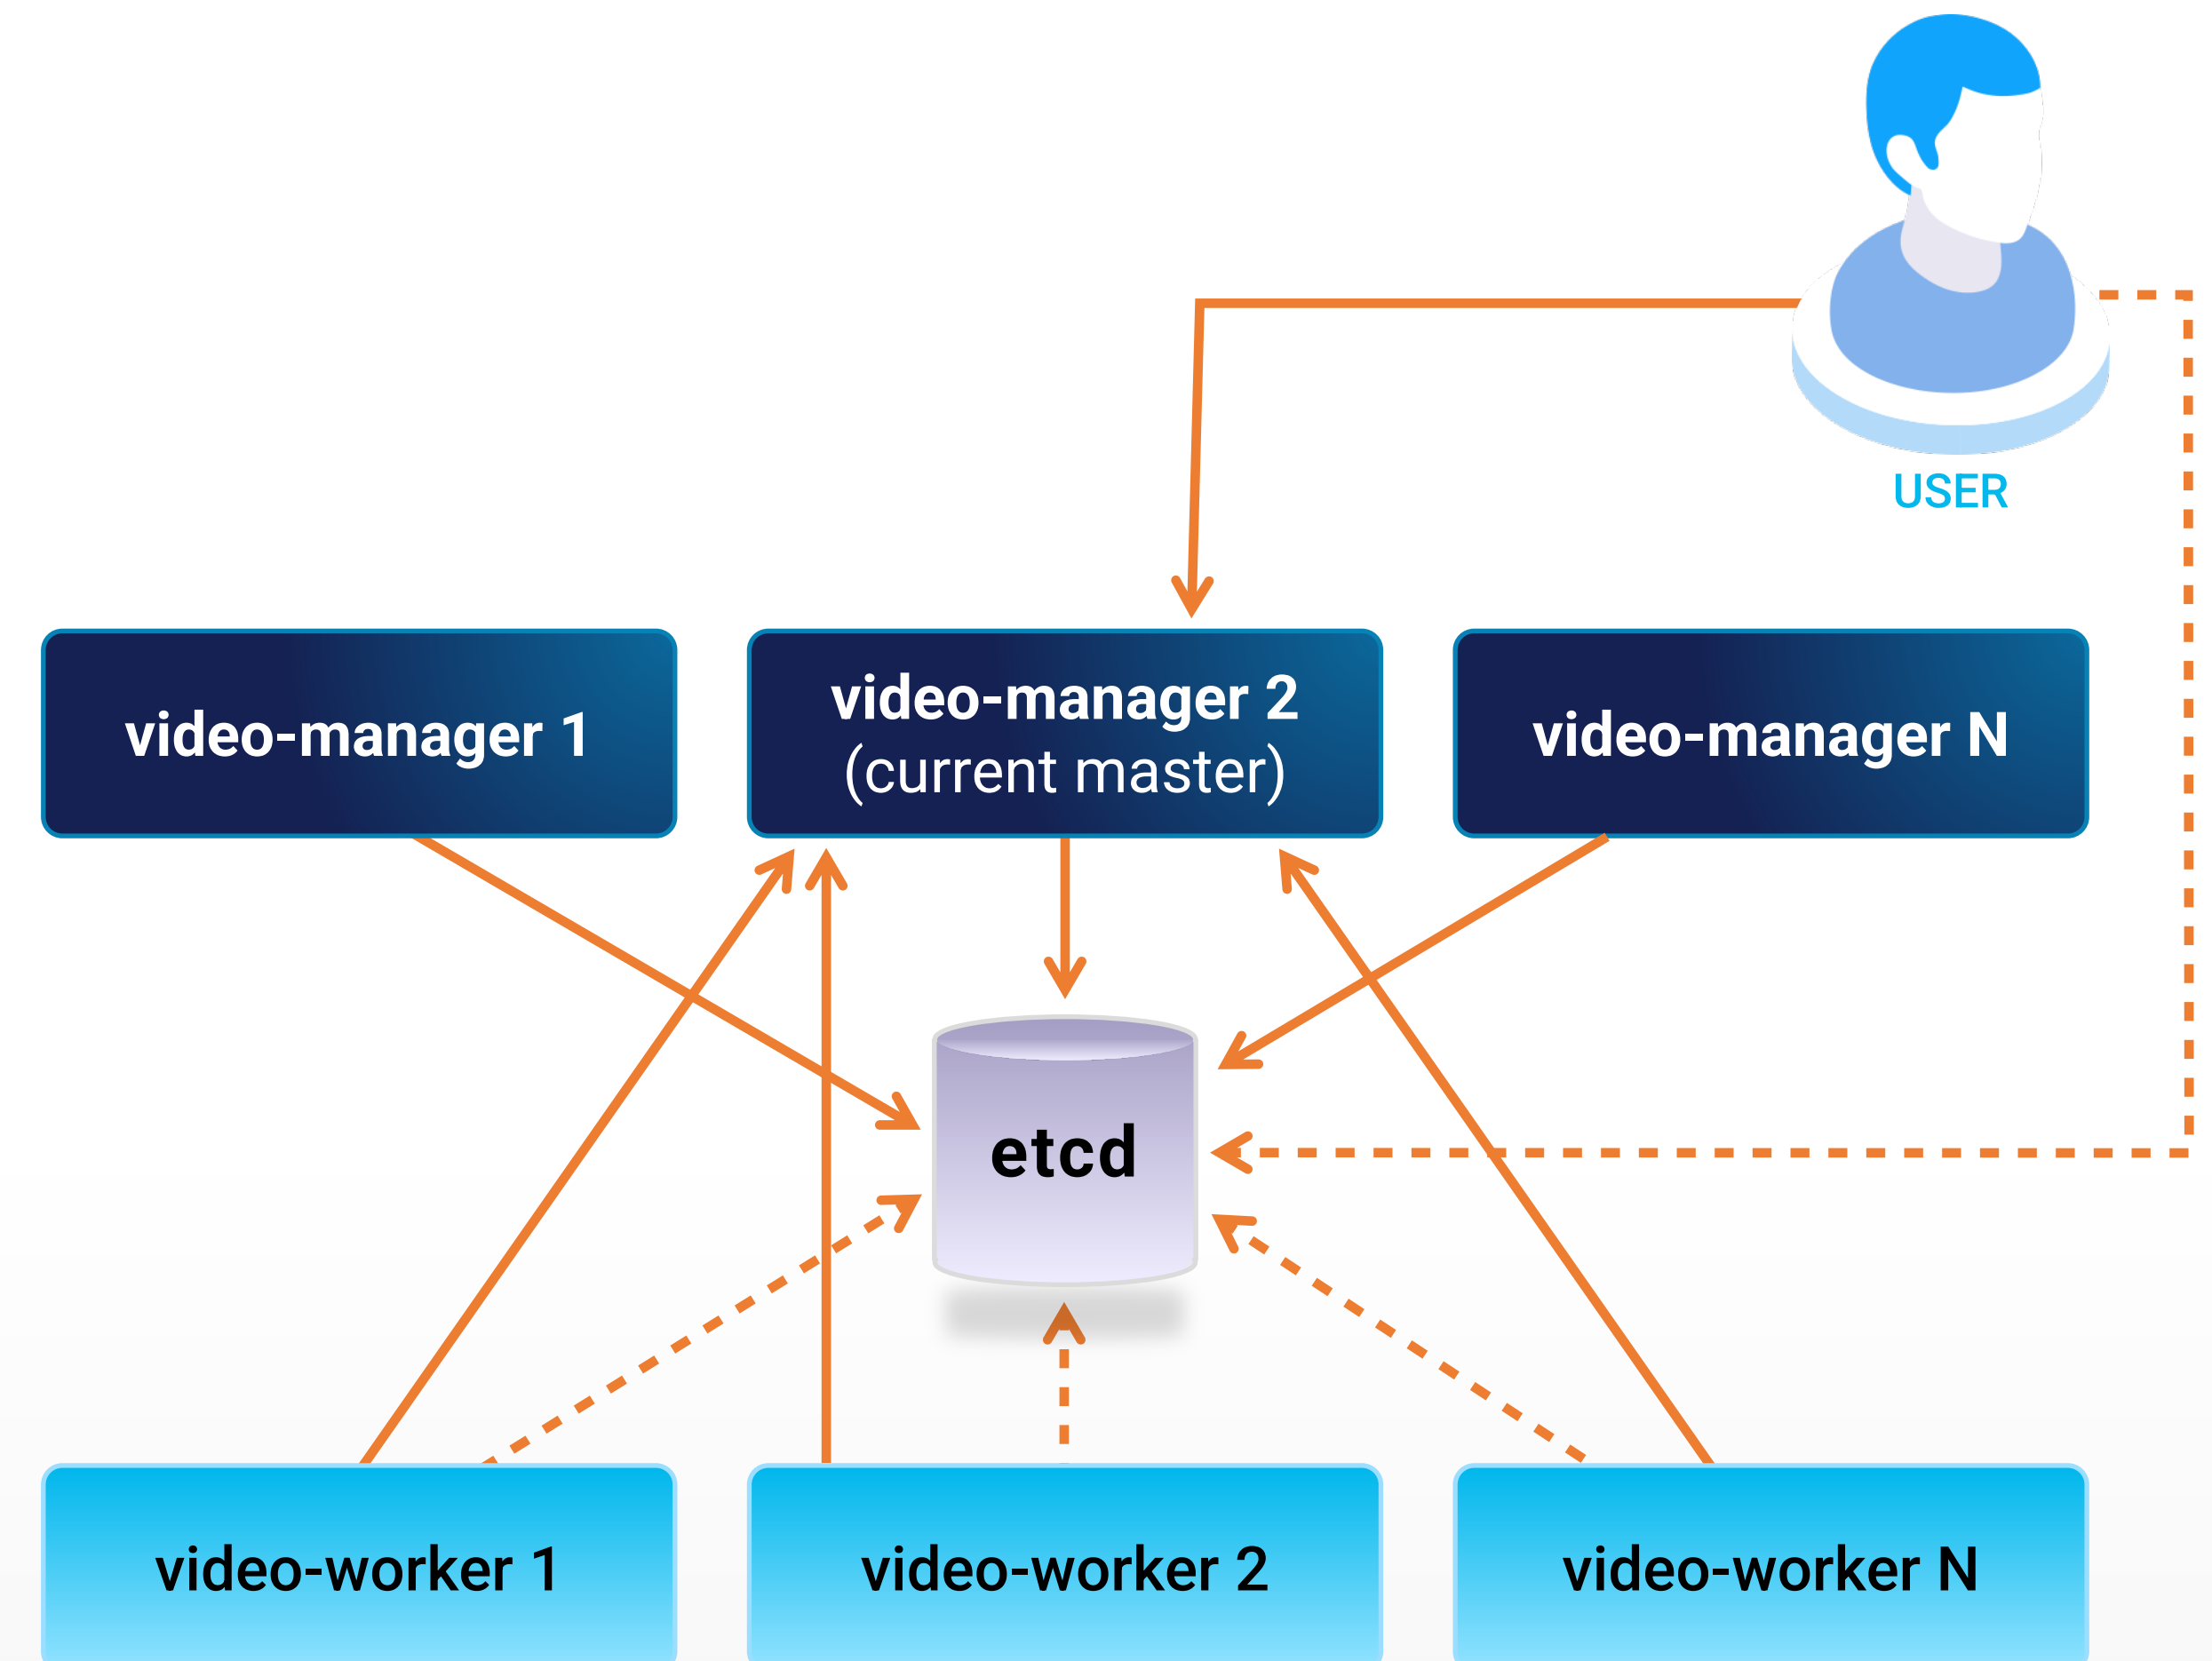 USER
video-manager 1
video-manager 2
(current master)
video-manager N
etcd
video-worker 1
video-worker 2
video-worker N